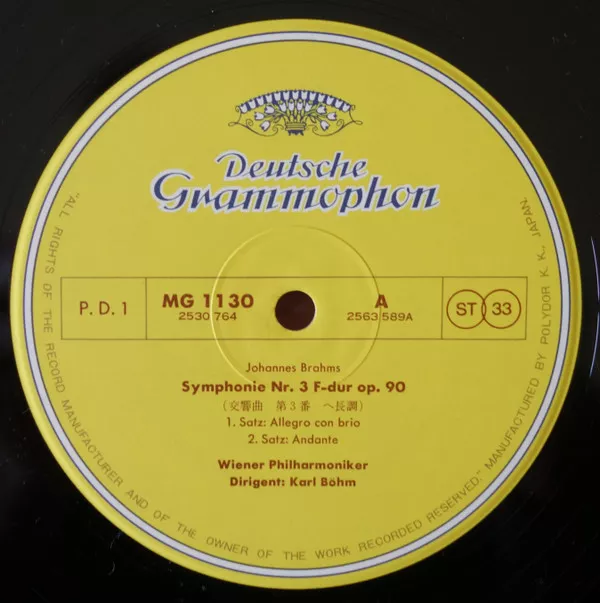 Deutsche
Grammophon
P. D. 1
MG 1130
2530 764
A
2563 589A
ST 33
Johannes Brahms
Symphonie Nr. 3 F-dur op. 90
(交響曲 第3番 ヘ長調)
1. Satz: Allegro con brio
2. Satz: Andante
Wiener Philharmoniker
Dirigent: Karl Böhm
"ALL RIGHTS OF THE RECORD MANUFACTURER AND OF THE OWNER OF THE WORK RECORDED RESERVED." MANUFACTURED BY POLYDOR K. K., JAPAN.